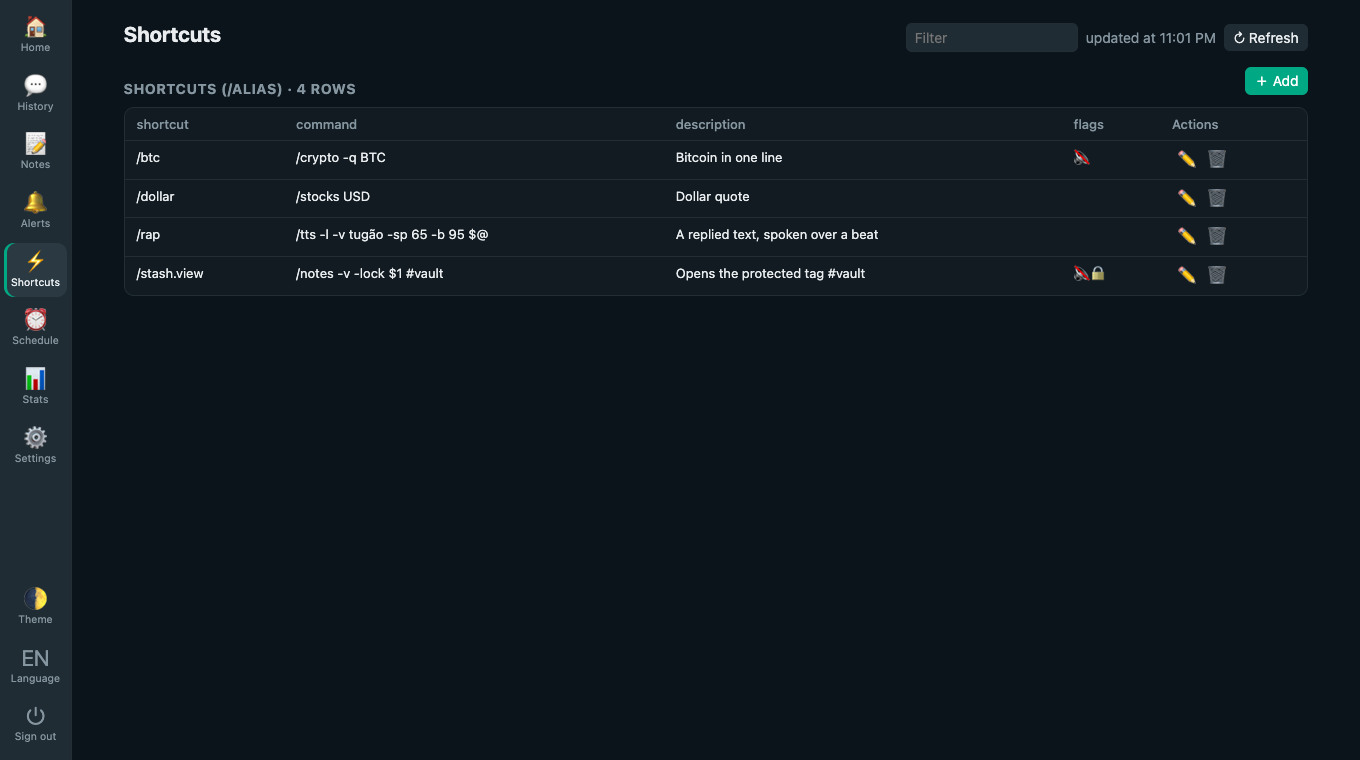 Home
History
Notes
Alerts
Shortcuts
Schedule
Stats
Settings
Theme
EN
Language
Sign out
Shortcuts
Filter
updated at 11:01 PM
Refresh
+ Add
SHORTCUTS (/ALIAS) · 4 ROWS
shortcut command description flags Actions
/btc /crypto -q BTC Bitcoin in one line
/dollar /stocks USD Dollar quote
/rap /tts -l -v tugão -sp 65 -b 95 $@ A replied text, spoken over a beat
/stash.view /notes -v -lock $1 #vault Opens the protected tag #vault